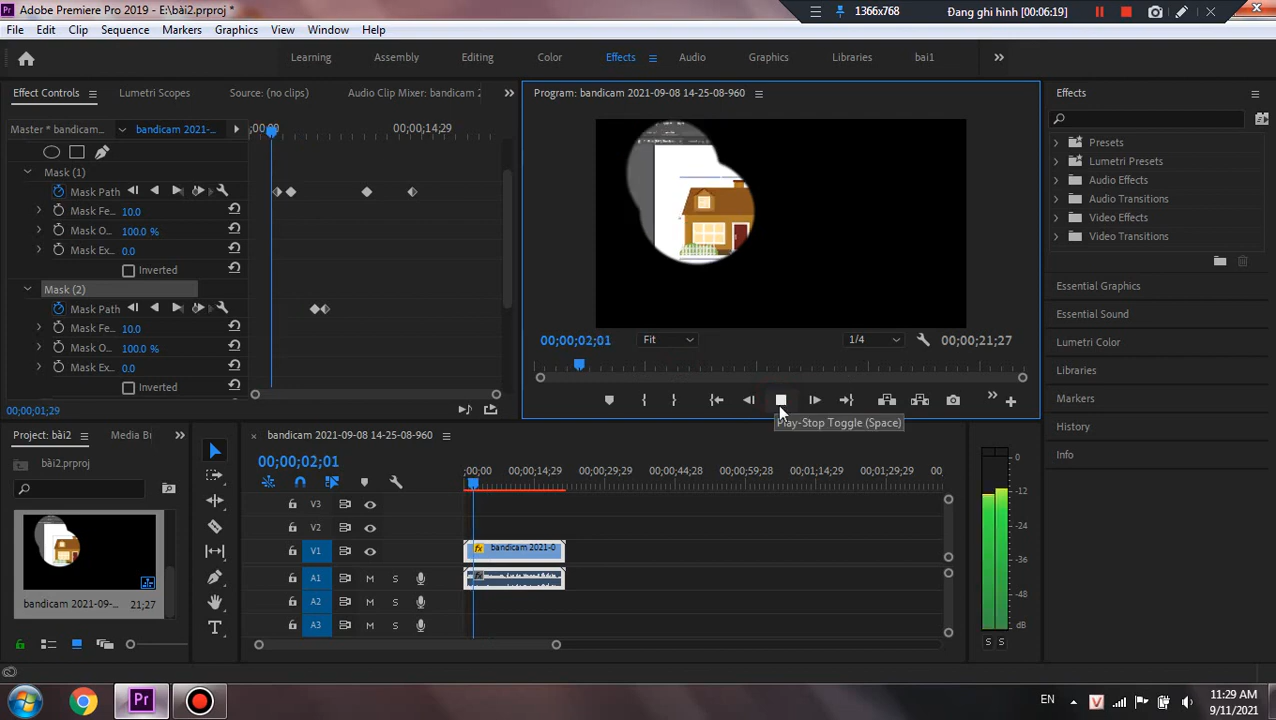 Adobe Premiere Pro 2019 - E:\bài2.prproj *
1366x768
Đang ghi hình [00:06:19]
File Edit Clip Sequence Markers Graphics View Window Help
Learning Assembly Editing Color Effects Audio Graphics Libraries bai1
Effect Controls Lumetri Scopes Source: (no clips) Audio Clip Mixer: bandicam 2
Program: bandicam 2021-09-08 14-25-08-960
Effects
Master * bandicam... bandicam 2021-... ;00;00 00;00;14;29
Mask (1)
Mask Path
Mask Fe... 10.0
Mask O... 100.0 %
Mask Ex... 0.0
Inverted
Mask (2)
Mask Path
Mask Fe... 10.0
Mask O... 100.0 %
Mask Ex... 0.0
Inverted
00;00;01;29
00;00;02;01 Fit 1/4 00;00;21;27
Play-Stop Toggle (Space)
Presets
Lumetri Presets
Audio Effects
Audio Transitions
Video Effects
Video Transitions
Essential Graphics
Essential Sound
Lumetri Color
Libraries
Markers
History
Info
Project: bài2 Media Br
bài2.prproj
bandicam 2021-09-... 21;27
bandicam 2021-09-08 14-25-08-960
00;00;02;01
;00;00 00;00;14;29 00;00;29;29 00;00;44;28 00;00;59;28 00;01;14;29 00;01;29;29 00
V3
V2
V1 bandicam 2021-0
A1 M S
A2 M S
A3 M S
0
-12
-24
-36
-48
dB
S S
EN
11:29 AM
9/11/2021